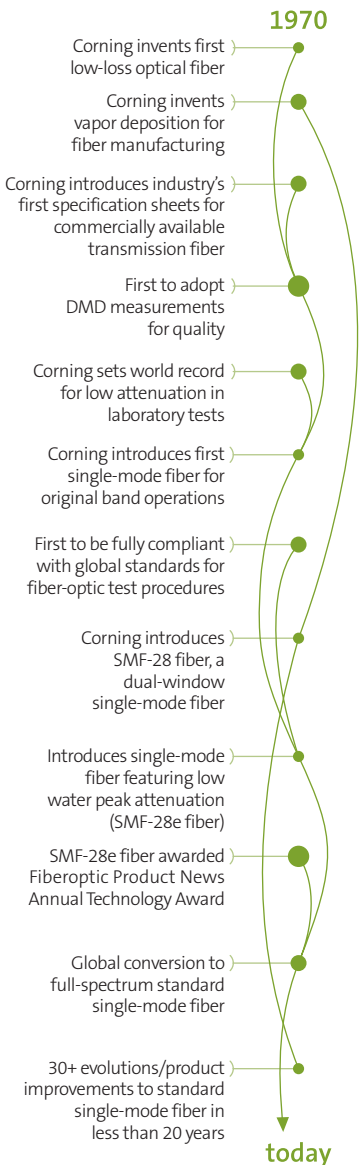 1970
Corning invents first
low-loss optical fiber
Corning invents
vapor deposition for
fiber manufacturing
Corning introduces industry's
first specification sheets for
commercially available
transmission fiber
First to adopt
DMD measurements
for quality
Corning sets world record
for low attenuation in
laboratory tests
Corning introduces first
single-mode fiber for
original band operations
First to be fully compliant
with global standards for
fiber-optic test procedures
Corning introduces
SMF-28 fiber, a
dual-window
single-mode fiber
Introduces single-mode
fiber featuring low
water peak attenuation
(SMF-28e fiber)
SMF-28e fiber awarded
Fiberoptic Product News
Annual Technology Award
Global conversion to
full-spectrum standard
single-mode fiber
30+ evolutions/product
improvements to standard
single-mode fiber in
less than 20 years
today